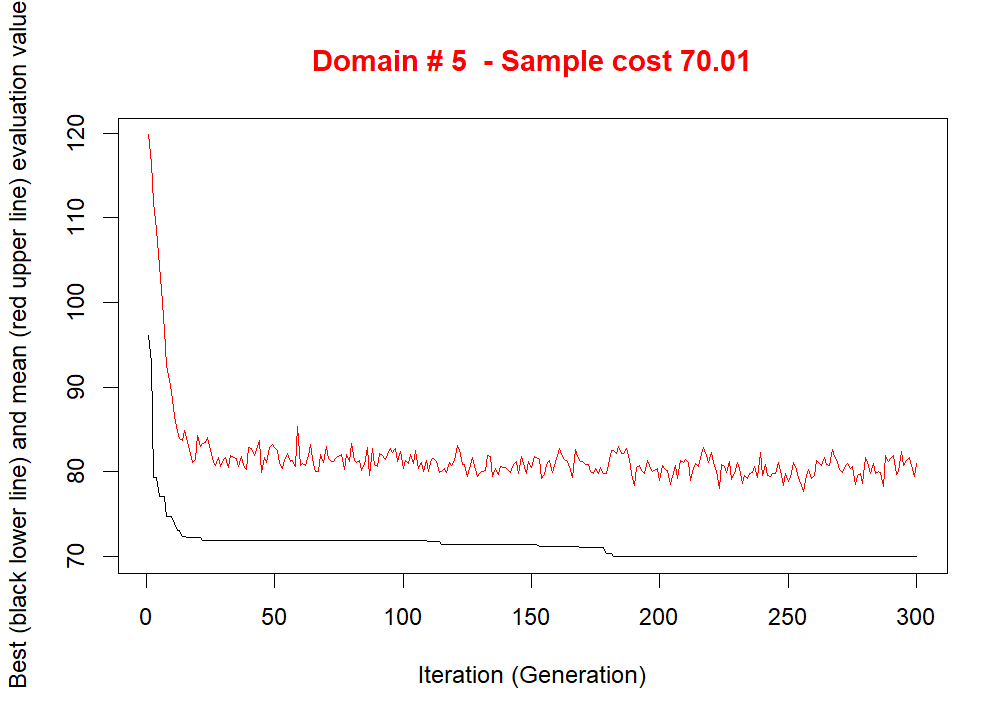 Domain # 5  - Sample cost 70.01
Best (black lower line) and mean (red upper line) evaluation value
120
110
100
90
80
70
0 50 100 150 200 250 300
Iteration (Generation)